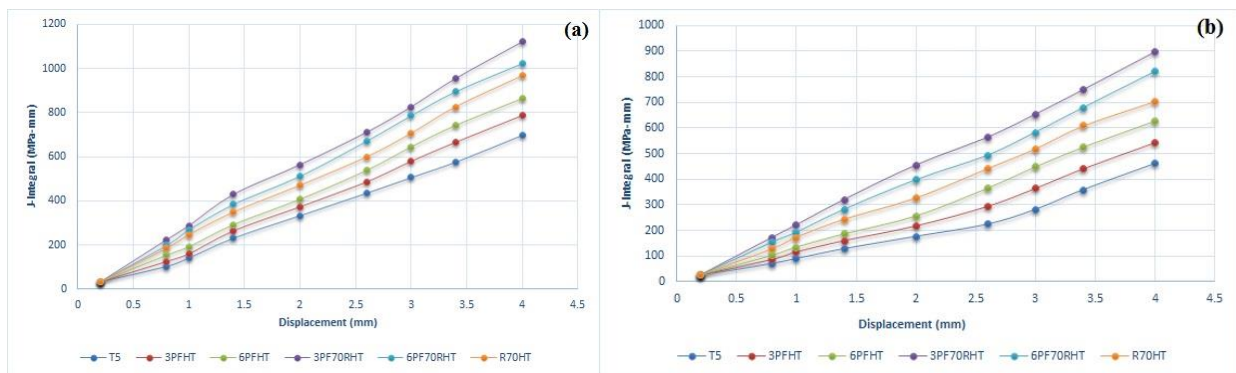 (a)
J-Integral (MPa-mm)
1200
1000
800
600
400
200
0
0 0.5 1 1.5 2 2.5 3 3.5 4 4.5
Displacement (mm)
T5 3PFHT 6PFHT 3PF70RHT 6PF70RHT R70HT
(b)
J-Integral (MPa-mm)
1000
900
800
700
600
500
400
300
200
100
0
0 0.5 1 1.5 2 2.5 3 3.5 4 4.5
Displacement (mm)
T5 3PFHT 6PFHT 3PF70RHT 6PF70RHT R70HT